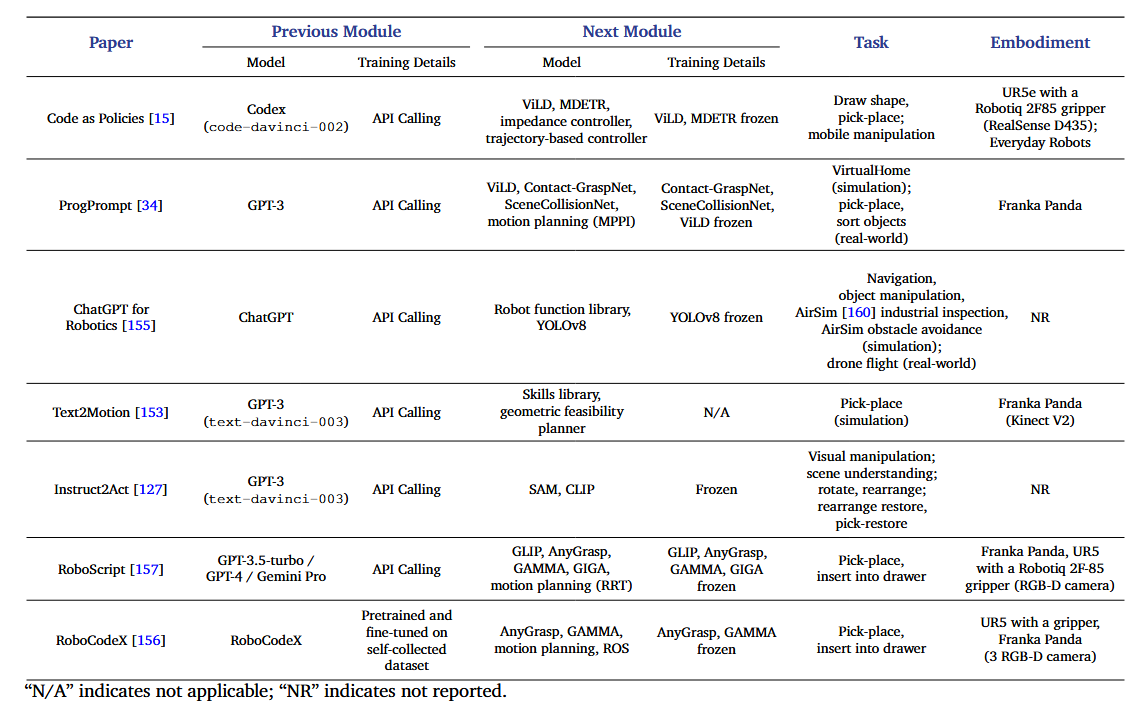 Paper
Previous Module
Next Module
Task
Embodiment
Model
Training Details
Model
Training Details
Code as Policies [15]
Codex
(code-davinci-002)
API Calling
ViLD, MDETR,
impedance controller,
trajectory-based controller
ViLD, MDETR frozen
Draw shape,
pick-place;
mobile manipulation
UR5e with a
Robotiq 2F85 gripper
(RealSense D435);
Everyday Robots
ProgPrompt [34]
GPT-3
API Calling
ViLD, Contact-GraspNet,
SceneCollisionNet,
motion planning (MPPI)
Contact-GraspNet,
SceneCollisionNet,
ViLD frozen
VirtualHome
(simulation);
pick-place,
sort objects
(real-world)
Franka Panda
ChatGPT for
Robotics [155]
ChatGPT
API Calling
Robot function library,
YOLOv8
YOLOv8 frozen
Navigation,
object manipulation,
AirSim [160] industrial inspection,
AirSim obstacle avoidance
(simulation);
drone flight (real-world)
NR
Text2Motion [153]
GPT-3
(text-davinci-003)
API Calling
Skills library,
geometric feasibility
planner
N/A
Pick-place
(simulation)
Franka Panda
(Kinect V2)
Instruct2Act [127]
GPT-3
(text-davinci-003)
API Calling
SAM, CLIP
Frozen
Visual manipulation;
scene understanding;
rotate, rearrange;
rearrange restore,
pick-restore
NR
RoboScript [157]
GPT-3.5-turbo /
GPT-4 / Gemini Pro
API Calling
GLIP, AnyGrasp,
GAMMA, GIGA,
motion planning (RRT)
GLIP, AnyGrasp,
GAMMA, GIGA
frozen
Pick-place,
insert into drawer
Franka Panda, UR5
with a Robotiq 2F-85
gripper (RGB-D camera)
RoboCodeX [156]
RoboCodeX
Pretrained and
fine-tuned on
self-collected
dataset
AnyGrasp, GAMMA,
motion planning, ROS
AnyGrasp, GAMMA
frozen
Pick-place,
insert into drawer
UR5 with a gripper,
Franka Panda
(3 RGB-D camera)
“N/A” indicates not applicable; “NR” indicates not reported.